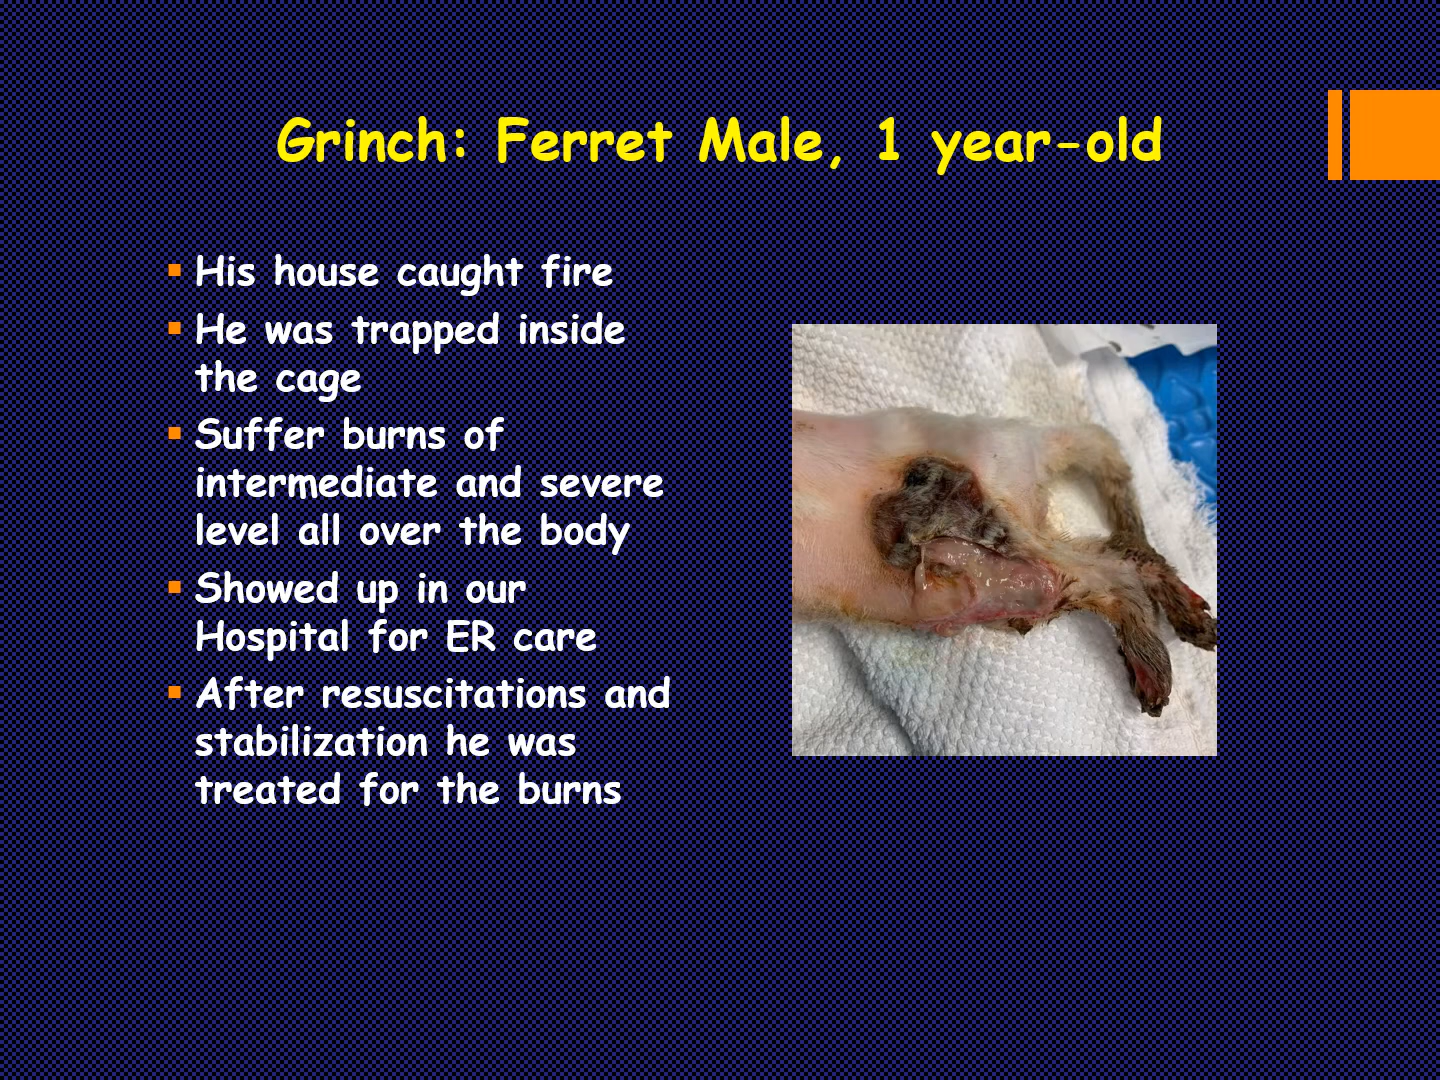 Grinch: Ferret Male, 1 year-old
His house caught fire
He was trapped inside
the cage
Suffer burns of
intermediate and severe
level all over the body
Showed up in our
Hospital for ER care
After resuscitations and
stabilization he was
treated for the burns